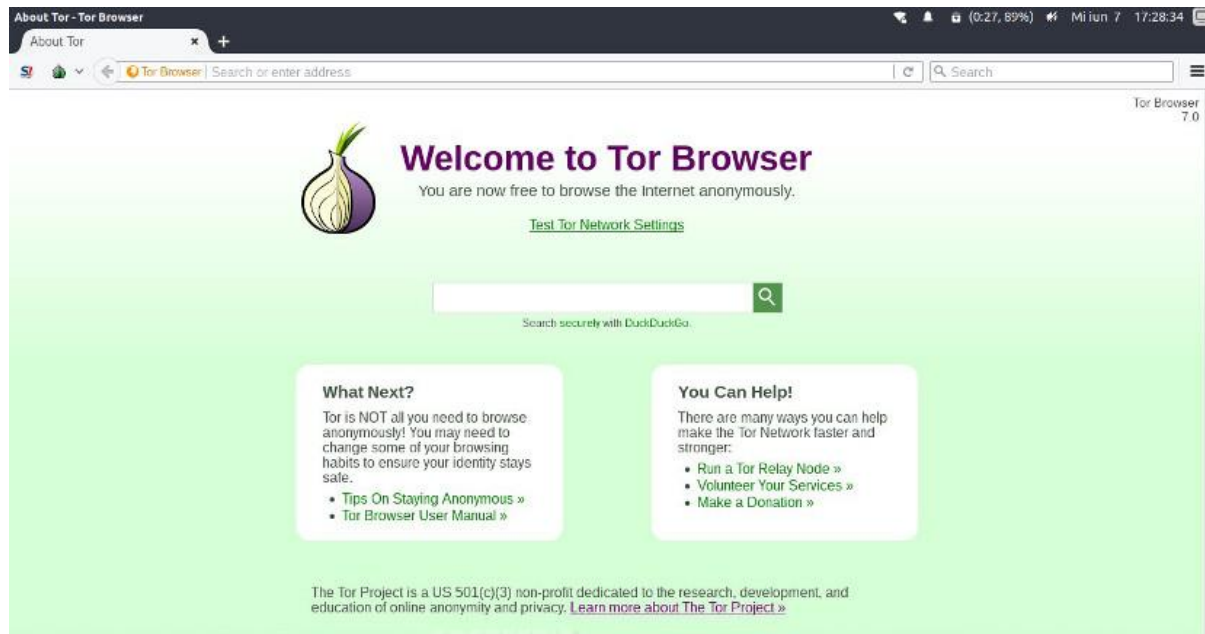 About Tor - Tor Browser
(0:27, 89%) Mi iun 7 17:28:34
About Tor
S! Tor Browser Search or enter address Search
Tor Browser
7.0
Welcome to Tor Browser
You are now free to browse the Internet anonymously.
Test Tor Network Settings
Search securely with DuckDuckGo.
What Next?
Tor is NOT all you need to browse
anonymously! You may need to
change some of your browsing
habits to ensure your identity stays
safe.
• Tips On Staying Anonymous »
• Tor Browser User Manual »
You Can Help!
There are many ways you can help
make the Tor Network faster and
stronger:
• Run a Tor Relay Node »
• Volunteer Your Services »
• Make a Donation »
The Tor Project is a US 501(c)(3) non-profit dedicated to the research, development, and
education of online anonymity and privacy. Learn more about The Tor Project »